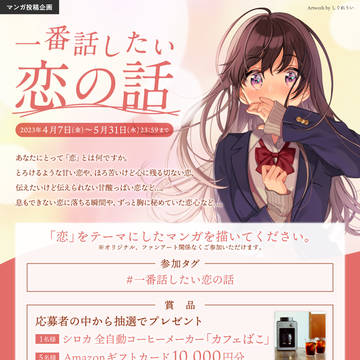 マンガ投稿企画
Artwork by しぐれうい
一番話したい
恋の話
2023年4月7日(金)〜5月31日(水)23:59まで
あなたにとって「恋」とは何ですか。
とろけるような甘い恋や、ほろ苦いけど心に残る切ない恋、
伝えたいけど伝えられない甘酸っぱい恋など…。
息もできない恋に落ちる瞬間や、ずっと胸に秘めていた恋心など…
「恋」をテーマにしたマンガを描いてください。
※オリジナル、ファンアート関係なくご参加いただけます。
参加タグ
#一番話したい恋の話
賞品
応募者の中から抽選でプレゼント
1名様 シロカ 全自動コーヒーメーカー「カフェばこ」
5名様 Amazonギフトカード10,000円分